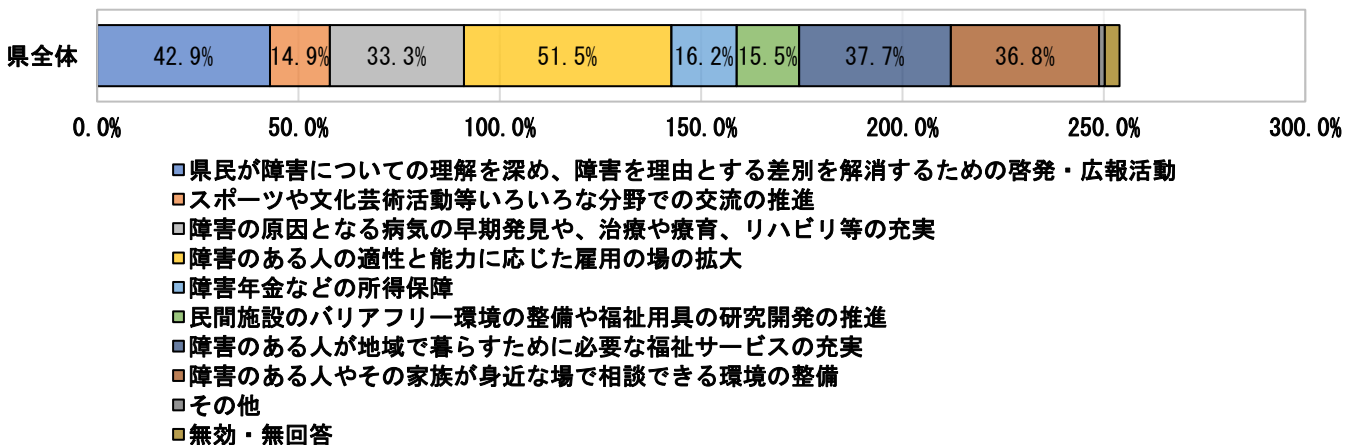 県全体
42.9% 14.9% 33.3% 51.5% 16.2% 15.5% 37.7% 36.8%
0.0% 50.0% 100.0% 150.0% 200.0% 250.0% 300.0%
県民が障害についての理解を深め、障害を理由とする差別を解消するための啓発・広報活動
スポーツや文化芸術活動等いろいろな分野での交流の推進
障害の原因となる病気の早期発見や、治療や療育、リハビリ等の充実
障害のある人の適性と能力に応じた雇用の場の拡大
障害年金などの所得保障
民間施設のバリアフリー環境の整備や福祉用具の研究開発の推進
障害のある人が地域で暮らすために必要な福祉サービスの充実
障害のある人やその家族が身近な場で相談できる環境の整備
その他
無効・無回答